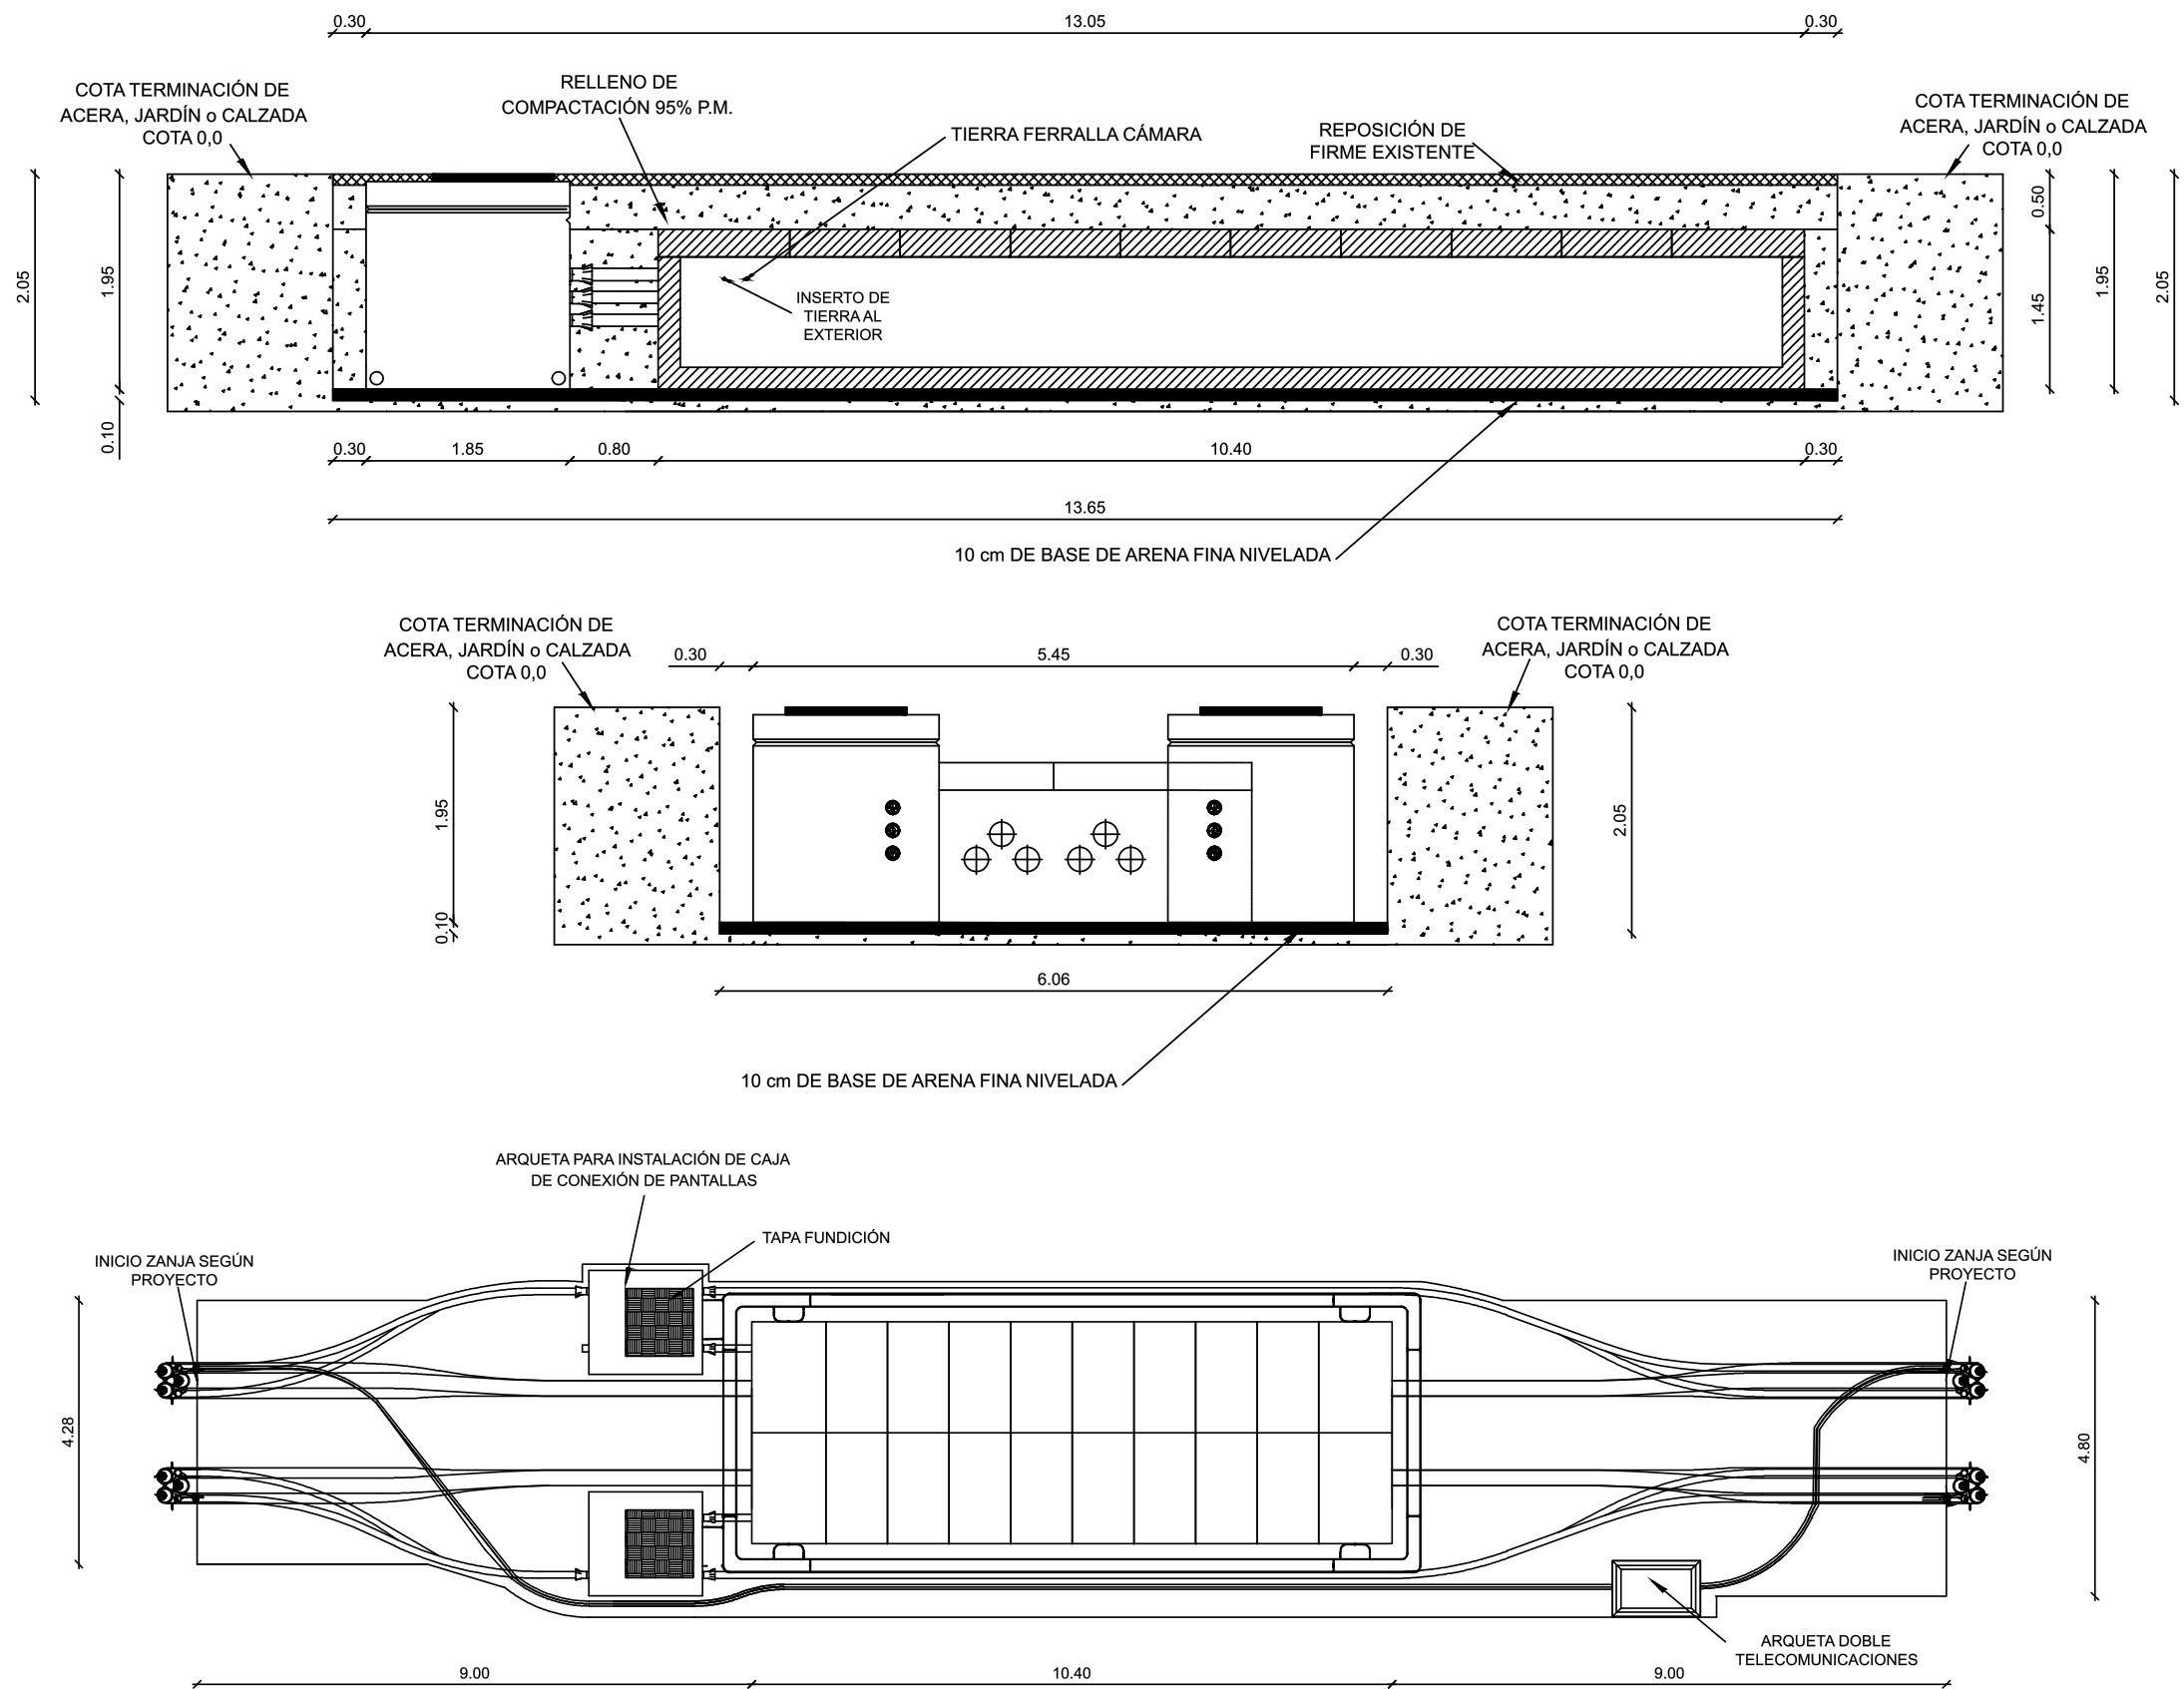 0.30
13.05
0.30
COTA TERMINACIÓN DE
ACERA, JARDÍN o CALZADA
COTA 0,0
RELLENO DE
COMPACTACIÓN 95% P.M.
TIERRA FERRALLA CÁMARA
REPOSICIÓN DE
FIRME EXISTENTE
COTA TERMINACIÓN DE
ACERA, JARDÍN o CALZADA
COTA 0,0
2.05
1.95
0.10
INSERTO DE
TIERRA AL
EXTERIOR
0.50
1.45
1.95
2.05
0.30
1.85
0.80
10.40
0.30
13.65
10 cm DE BASE DE ARENA FINA NIVELADA
COTA TERMINACIÓN DE
ACERA, JARDÍN o CALZADA
COTA 0,0
0.30
5.45
0.30
COTA TERMINACIÓN DE
ACERA, JARDÍN o CALZADA
COTA 0,0
1.95
0.10
2.05
6.06
10 cm DE BASE DE ARENA FINA NIVELADA
ARQUETA PARA INSTALACIÓN DE CAJA
DE CONEXIÓN DE PANTALLAS
TAPA FUNDICIÓN
INICIO ZANJA SEGÚN
PROYECTO
INICIO ZANJA SEGÚN
PROYECTO
4.28
4.80
ARQUETA DOBLE
TELECOMUNICACIONES
9.00
10.40
9.00